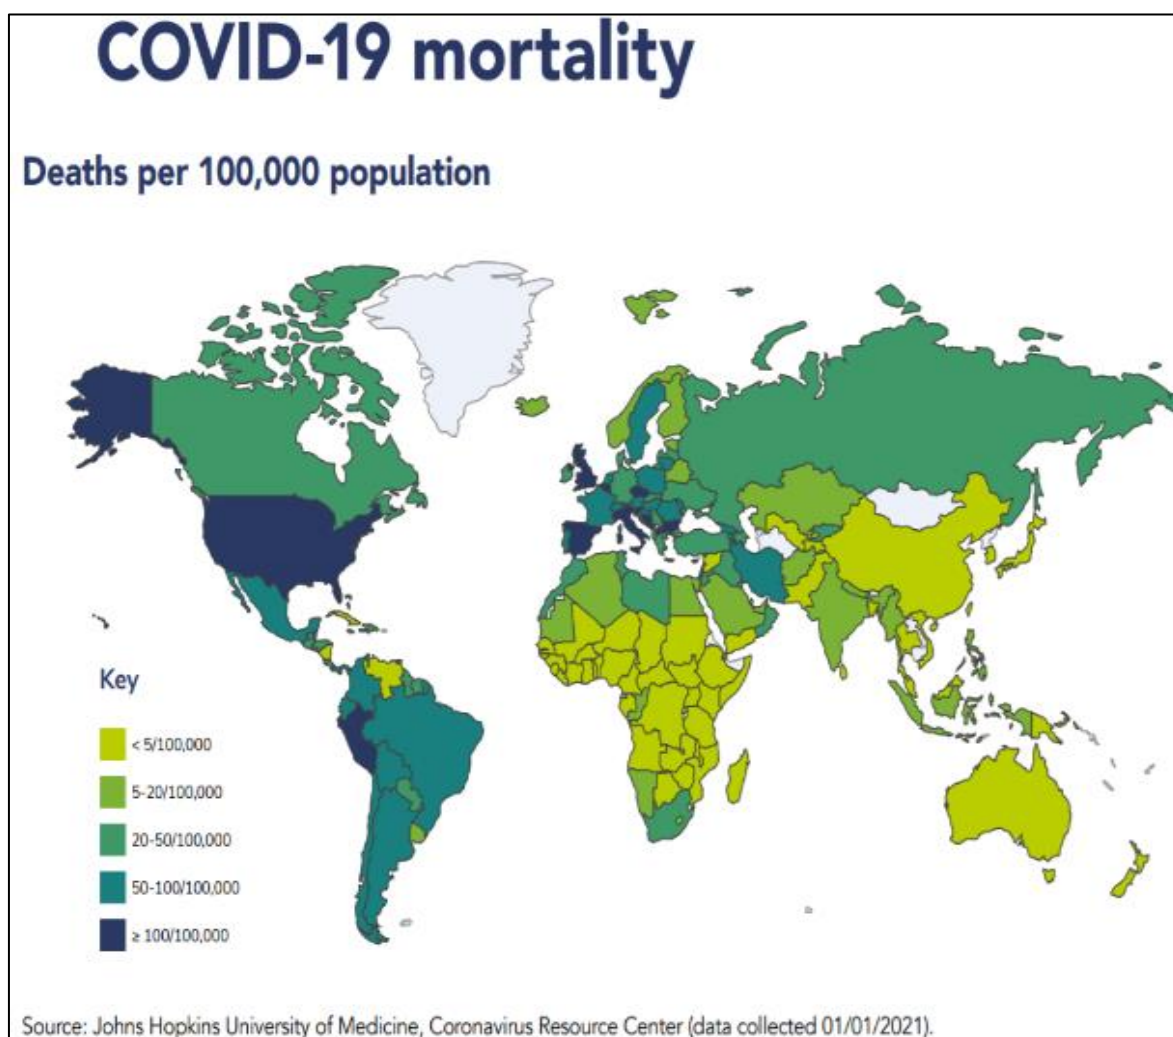 COVID-19 mortality
Deaths per 100,000 population
Key
< 5/100,000
5-20/100,000
20-50/100,000
50-100/100,000
≥ 100/100,000
Source: Johns Hopkins University of Medicine, Coronavirus Resource Center (data collected 01/01/2021).